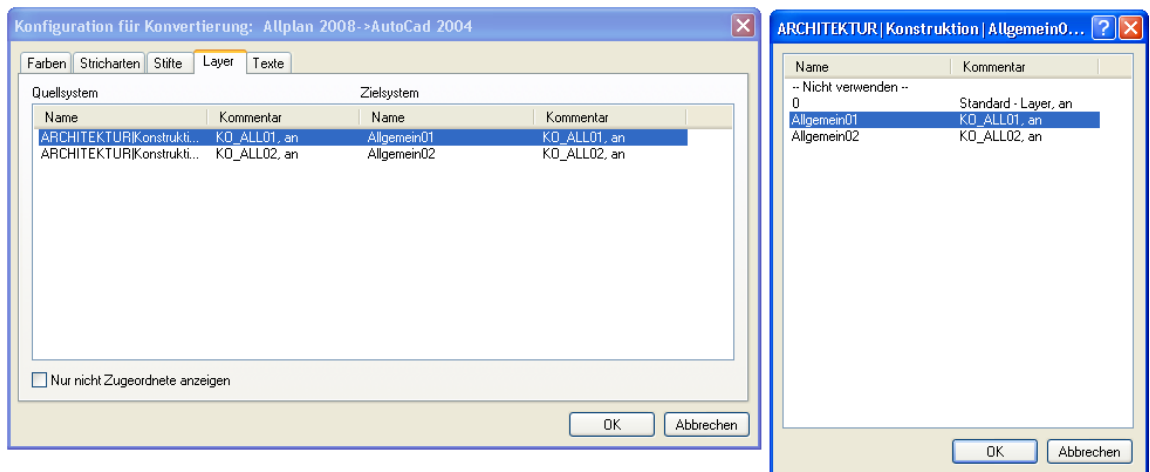 Konfiguration für Konvertierung: Allplan 2008->AutoCad 2004
Farben Stricharten Stifte Layer Texte
Quellsystem Zielsystem
Name Kommentar Name Kommentar
ARCHITEKTUR|Konstrukti... KO_ALL01, an Allgemein01 KO_ALL01, an
ARCHITEKTUR|Konstrukti... KO_ALL02, an Allgemein02 KO_ALL02, an
Nur nicht Zugeordnete anzeigen
OK Abbrechen
ARCHITEKTUR|Konstruktion|Allgemein0...
Name Kommentar
-- Nicht verwenden --
0 Standard - Layer, an
Allgemein01 KO_ALL01, an
Allgemein02 KO_ALL02, an
OK Abbrechen